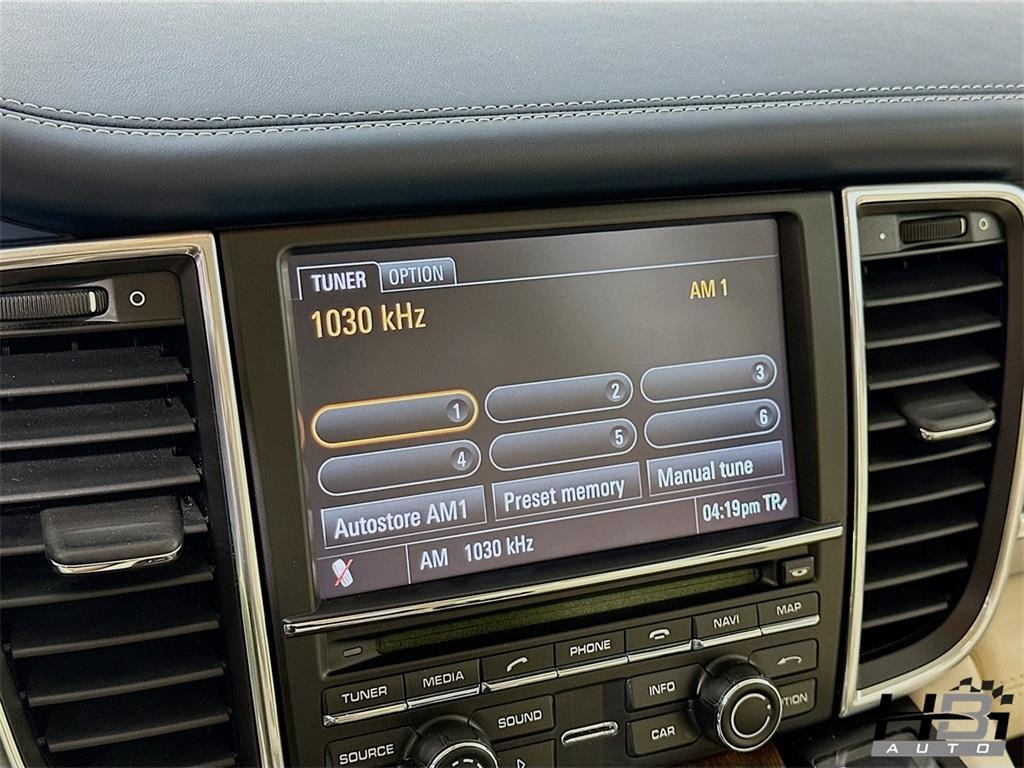 TUNER OPTION
1030 kHz AM 1
1 2 3
4 5 6
Autostore AM1 Preset memory Manual tune
AM 1030 kHz 04:19pm TP✓
TUNER MEDIA PHONE NAVI MAP
SOURCE SOUND INFO
CAR
HBi
AUTO